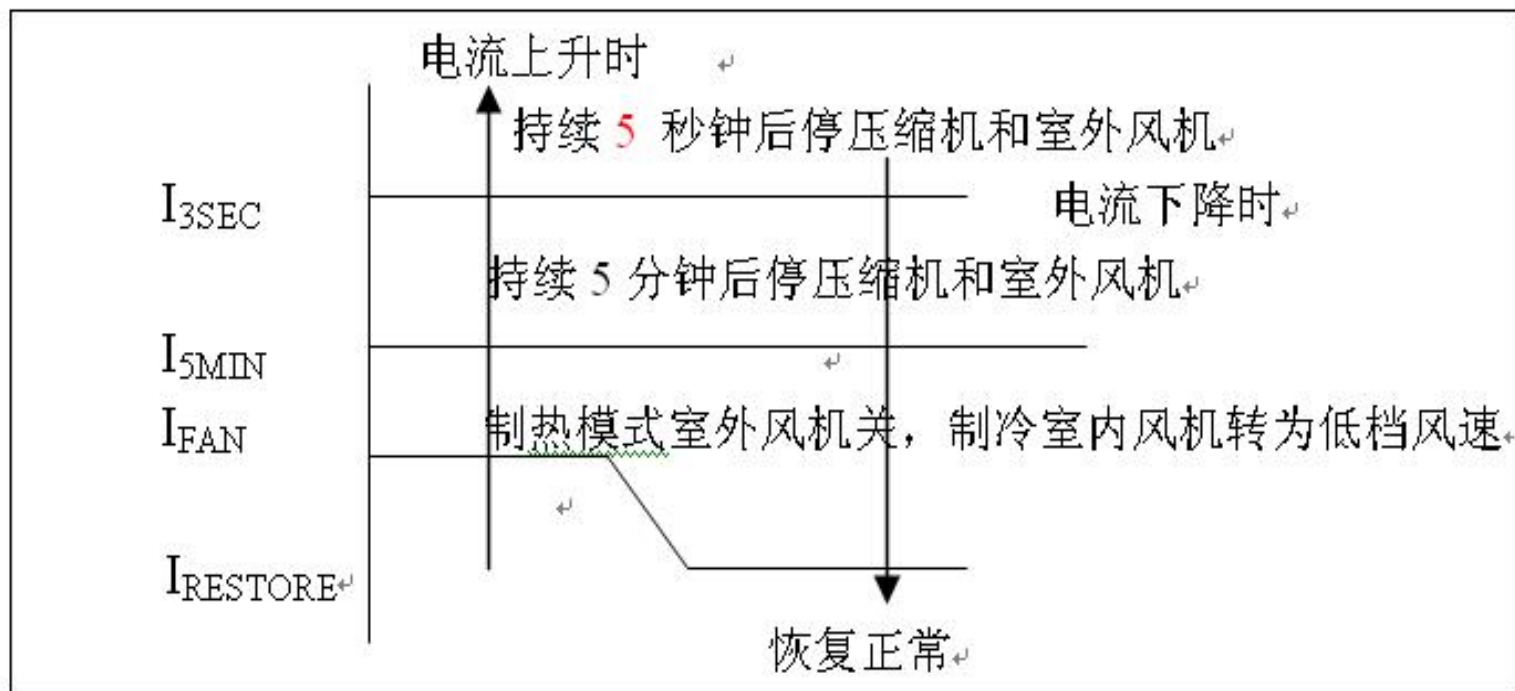 电流上升时
持续 5 秒钟后停压缩机和室外风机
I3SEC
电流下降时
持续 5 分钟后停压缩机和室外风机
I5MIN
IFAN
制热模式室外风机关，制冷室内风机转为低档风速
IRESTORE
恢复正常